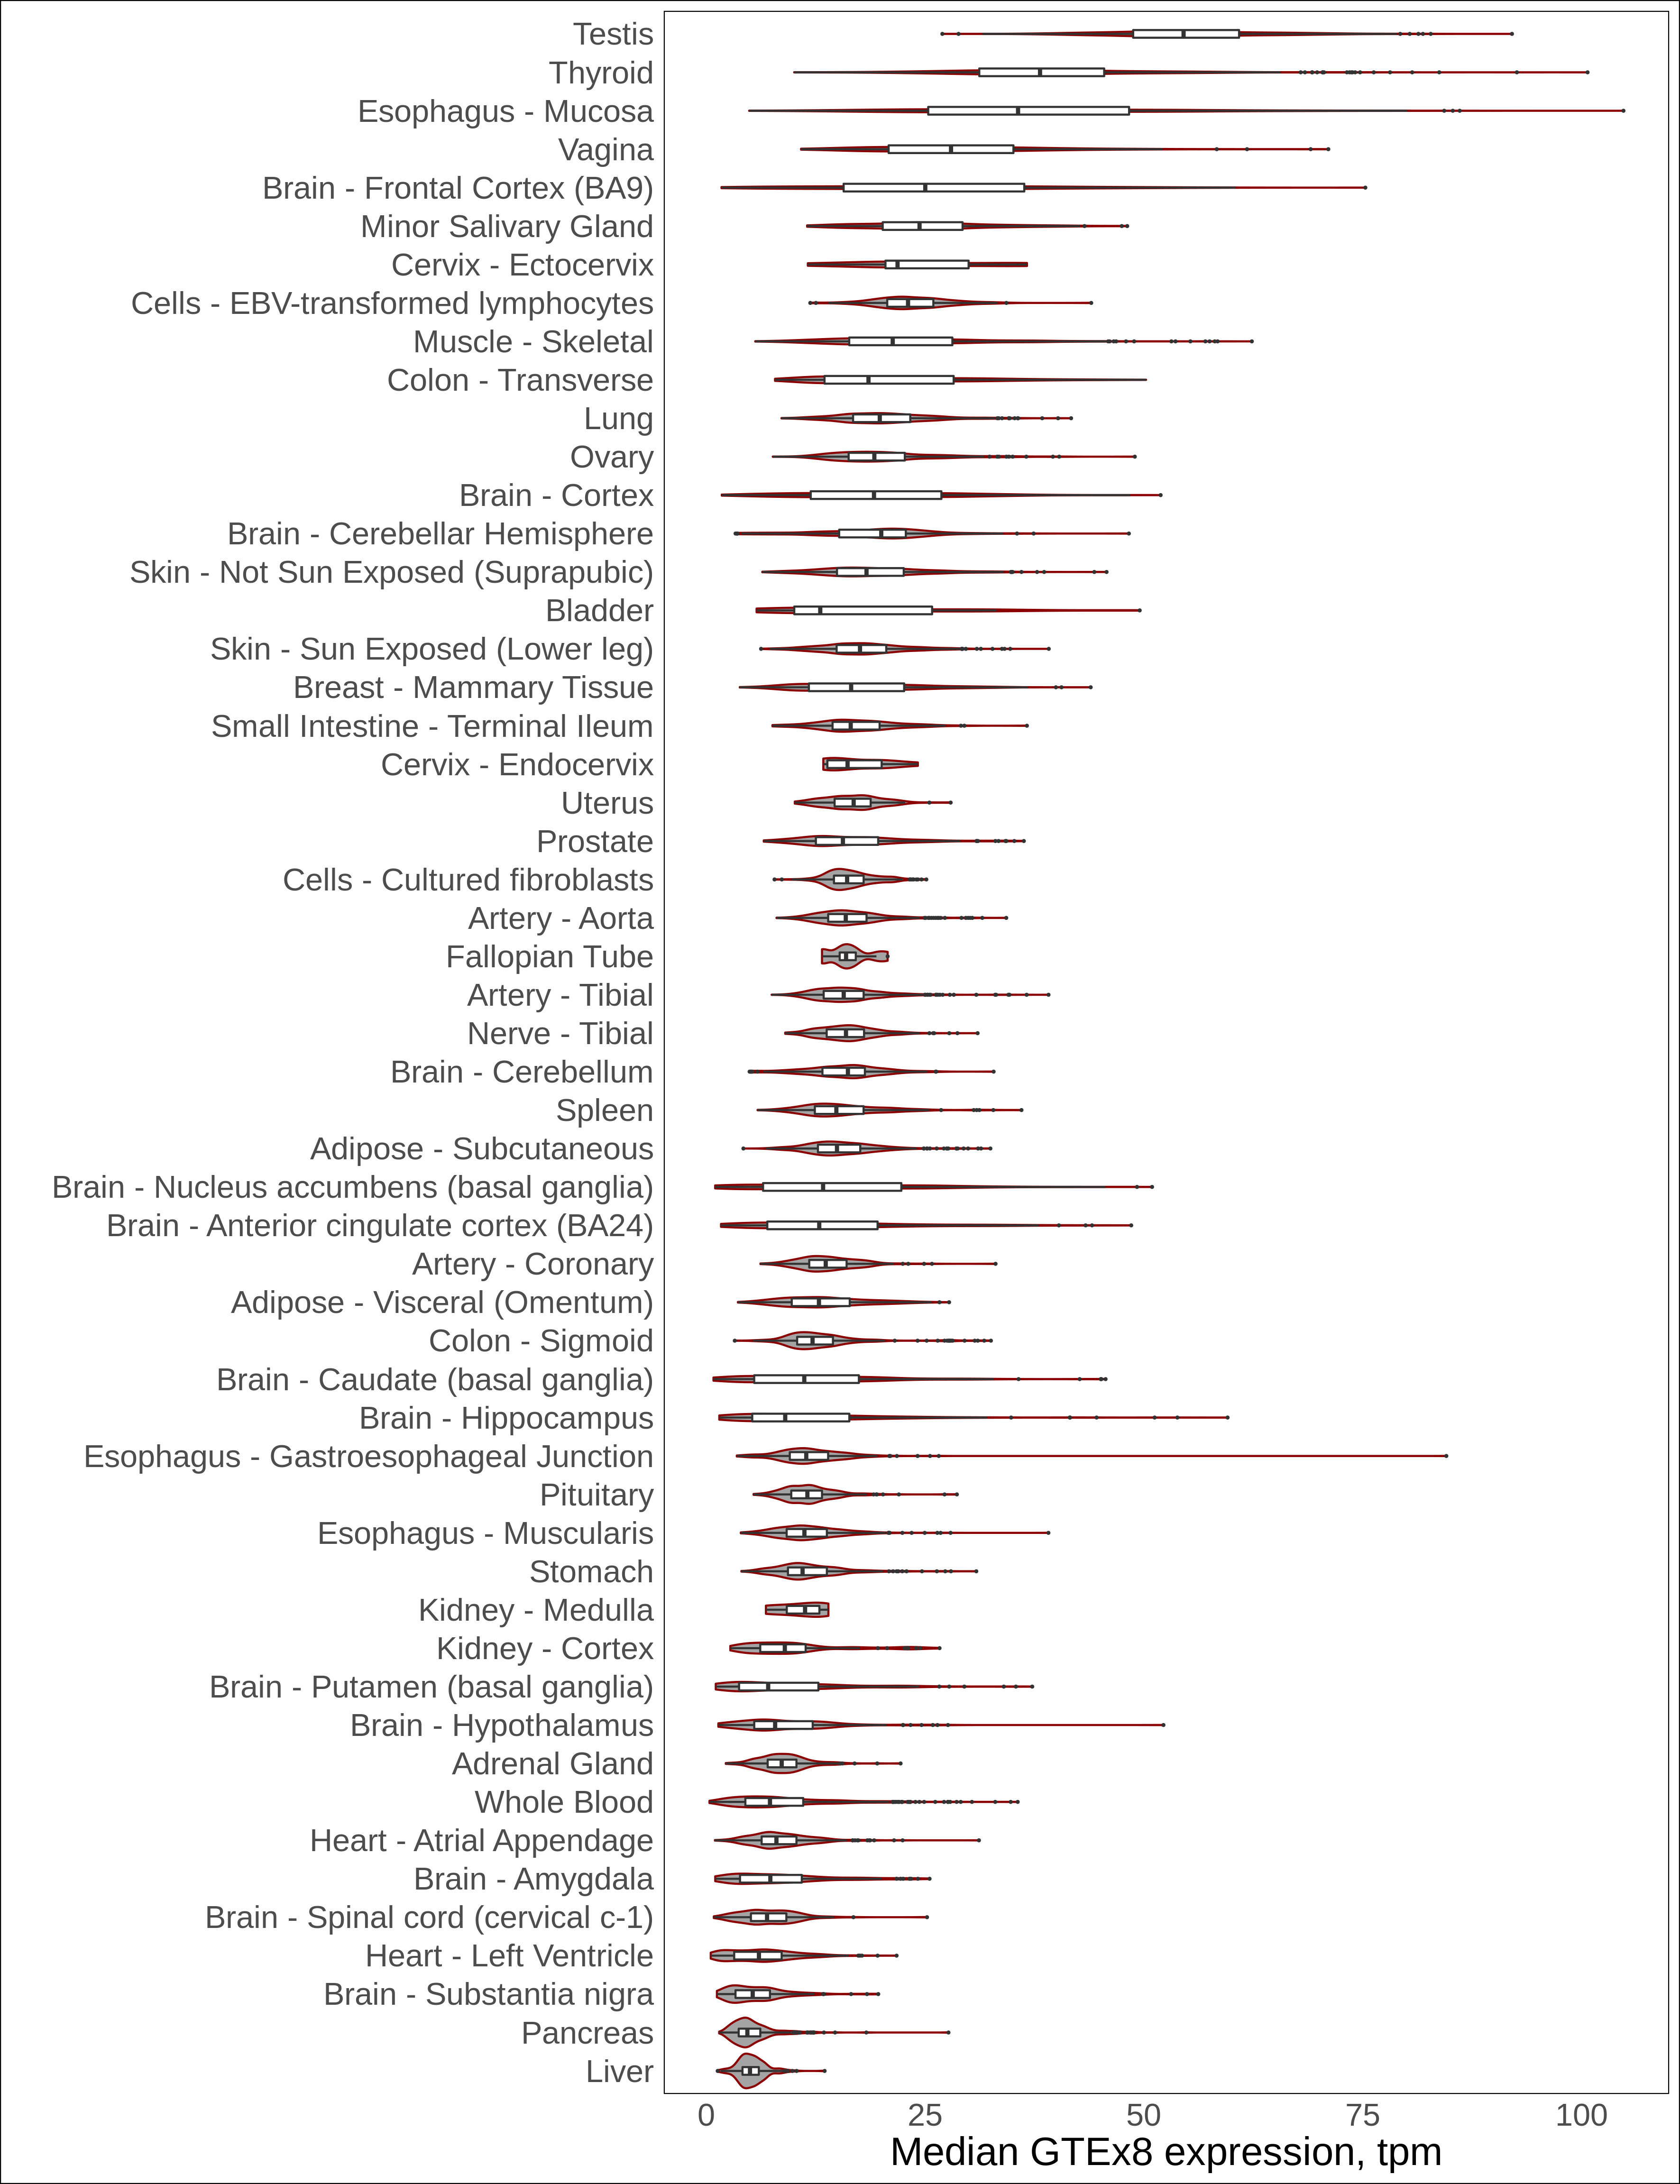 Testis
Thyroid
Esophagus - Mucosa
Vagina
Brain - Frontal Cortex (BA9)
Minor Salivary Gland
Cervix - Ectocervix
Cells - EBV-transformed lymphocytes
Muscle - Skeletal
Colon - Transverse
Lung
Ovary
Brain - Cortex
Brain - Cerebellar Hemisphere
Skin - Not Sun Exposed (Suprapubic)
Bladder
Skin - Sun Exposed (Lower leg)
Breast - Mammary Tissue
Small Intestine - Terminal Ileum
Cervix - Endocervix
Uterus
Prostate
Cells - Cultured fibroblasts
Artery - Aorta
Fallopian Tube
Artery - Tibial
Nerve - Tibial
Brain - Cerebellum
Spleen
Adipose - Subcutaneous
Brain - Nucleus accumbens (basal ganglia)
Brain - Anterior cingulate cortex (BA24)
Artery - Coronary
Adipose - Visceral (Omentum)
Colon - Sigmoid
Brain - Caudate (basal ganglia)
Brain - Hippocampus
Esophagus - Gastroesophageal Junction
Pituitary
Esophagus - Muscularis
Stomach
Kidney - Medulla
Kidney - Cortex
Brain - Putamen (basal ganglia)
Brain - Hypothalamus
Adrenal Gland
Whole Blood
Heart - Atrial Appendage
Brain - Amygdala
Brain - Spinal cord (cervical c-1)
Heart - Left Ventricle
Brain - Substantia nigra
Pancreas
Liver
0 25 50 75 100
Median GTEx8 expression, tpm